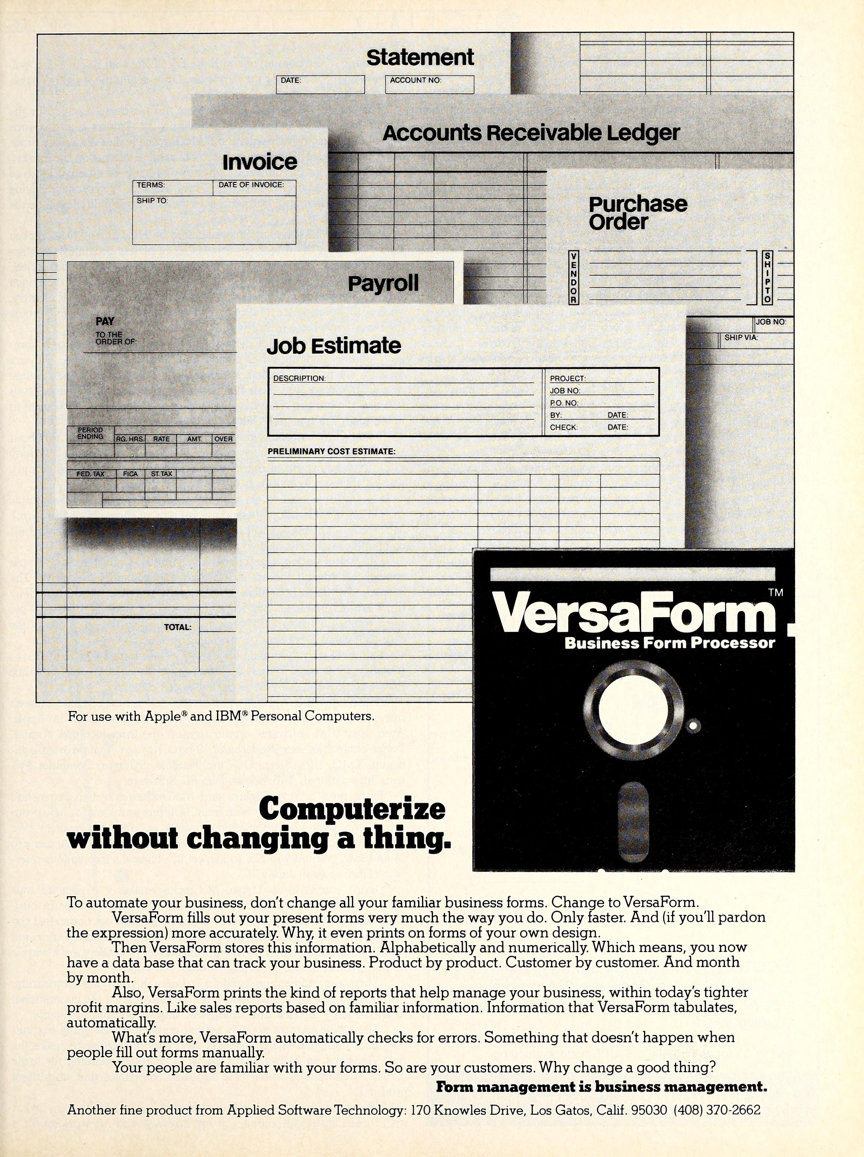 Statement
DATE:
ACCOUNT NO:
Accounts Receivable Ledger
Invoice
TERMS:
DATE OF INVOICE:
SHIP TO:
Purchase
Order
VENDOR
SHIP TO
JOB NO:
SHIP VIA:
Payroll
PAY
TO THE
ORDER OF:
PERIOD
ENDING
RG. HRS.
RATE
AMT.
OVER
FED. TAX
FICA
ST. TAX
TOTAL:
Job Estimate
DESCRIPTION:
PROJECT:
JOB NO:
P.O. NO:
BY: DATE:
CHECK: DATE:
PRELIMINARY COST ESTIMATE:
VersaForm™
Business Form Processor
For use with Apple® and IBM® Personal Computers.
Computerize
without changing a thing.
To automate your business, don't change all your familiar business forms. Change to VersaForm.
VersaForm fills out your present forms very much the way you do. Only faster. And (if you'll pardon
the expression) more accurately. Why, it even prints on forms of your own design.
Then VersaForm stores this information. Alphabetically and numerically. Which means, you now
have a data base that can track your business. Product by product. Customer by customer. And month
by month.
Also, VersaForm prints the kind of reports that help manage your business, within today's tighter
profit margins. Like sales reports based on familiar information. Information that VersaForm tabulates,
automatically.
What's more, VersaForm automatically checks for errors. Something that doesn't happen when
people fill out forms manually.
Your people are familiar with your forms. So are your customers. Why change a good thing?
Form management is business management.
Another fine product from Applied Software Technology: 170 Knowles Drive, Los Gatos, Calif. 95030 (408) 370-2662